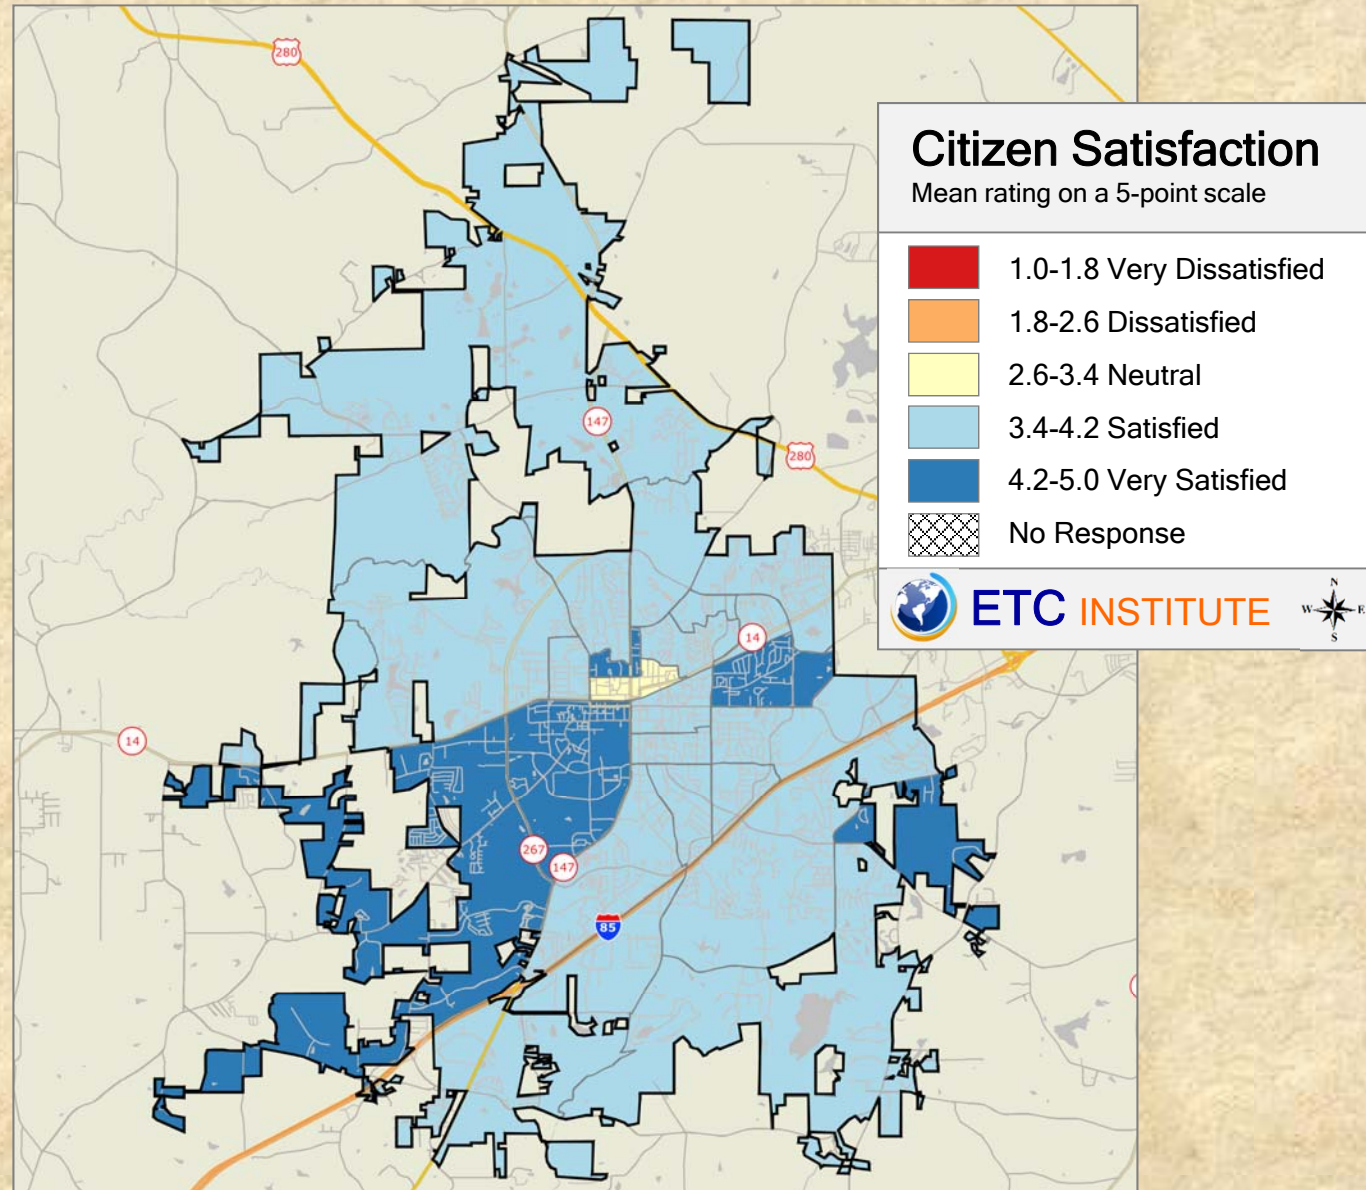 280
Citizen Satisfaction
Mean rating on a 5-point scale
1.0-1.8 Very Dissatisfied
1.8-2.6 Dissatisfied
2.6-3.4 Neutral
3.4-4.2 Satisfied
4.2-5.0 Very Satisfied
No Response
ETC INSTITUTE
N
W E
S
147
280
14
14
267
147
85